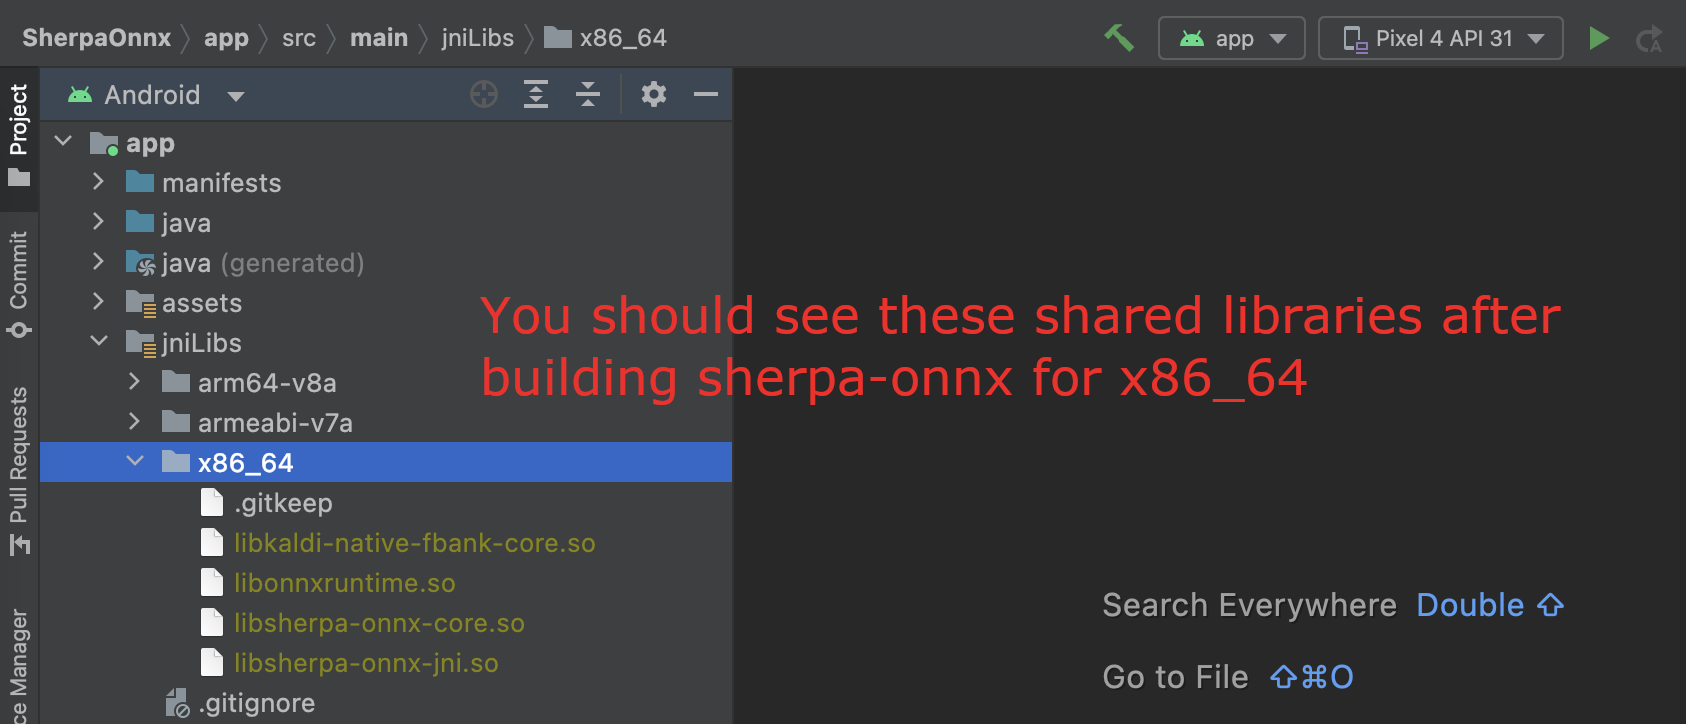 SherpaOnnx app src main jniLibs x86_64 app Pixel 4 API 31
Project
Commit
Pull Requests
ce Manager
Android
app
manifests
java
java (generated)
assets
jniLibs
arm64-v8a
armeabi-v7a
x86_64
.gitkeep
libkaldi-native-fbank-core.so
libonnxruntime.so
libsherpa-onnx-core.so
libsherpa-onnx-jni.so
.gitignore
You should see these shared libraries after
building sherpa-onnx for x86_64
Search Everywhere Double ⇧
Go to File ⇧⌘O